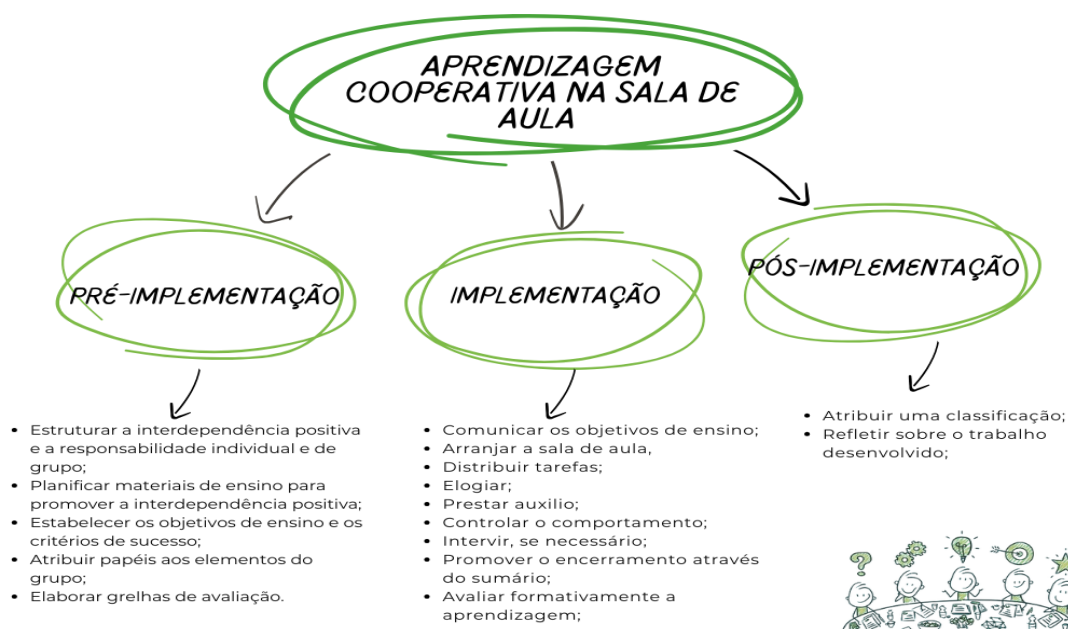 APRENDIZAGEM
COOPERATIVA NA SALA DE
AULA
PRÉ-IMPLEMENTAÇÃO
IMPLEMENTAÇÃO
PÓS-IMPLEMENTAÇÃO
• Estruturar a interdependência positiva
e a responsabilidade individual e de
grupo;
• Planificar materiais de ensino para
promover a interdependência positiva;
• Estabelecer os objetivos de ensino e os
critérios de sucesso;
• Atribuir papéis aos elementos do
grupo;
• Elaborar grelhas de avaliação.
• Comunicar os objetivos de ensino;
• Arranjar a sala de aula,
• Distribuir tarefas;
• Elogiar;
• Prestar auxilio;
• Controlar o comportamento;
• Intervir, se necessário;
• Promover o encerramento através
do sumário;
• Avaliar formativamente a
aprendizagem;
• Atribuir uma classificação;
• Refletir sobre o trabalho
desenvolvido;
?